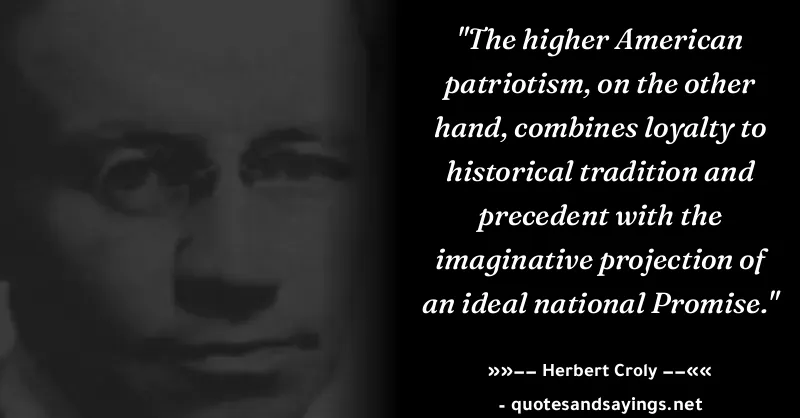 "The higher American
patriotism, on the other
hand, combines loyalty to
historical tradition and
precedent with the
imaginative projection of
an ideal national Promise."
»»–– Herbert Croly ––««
- quotesandsayings.net